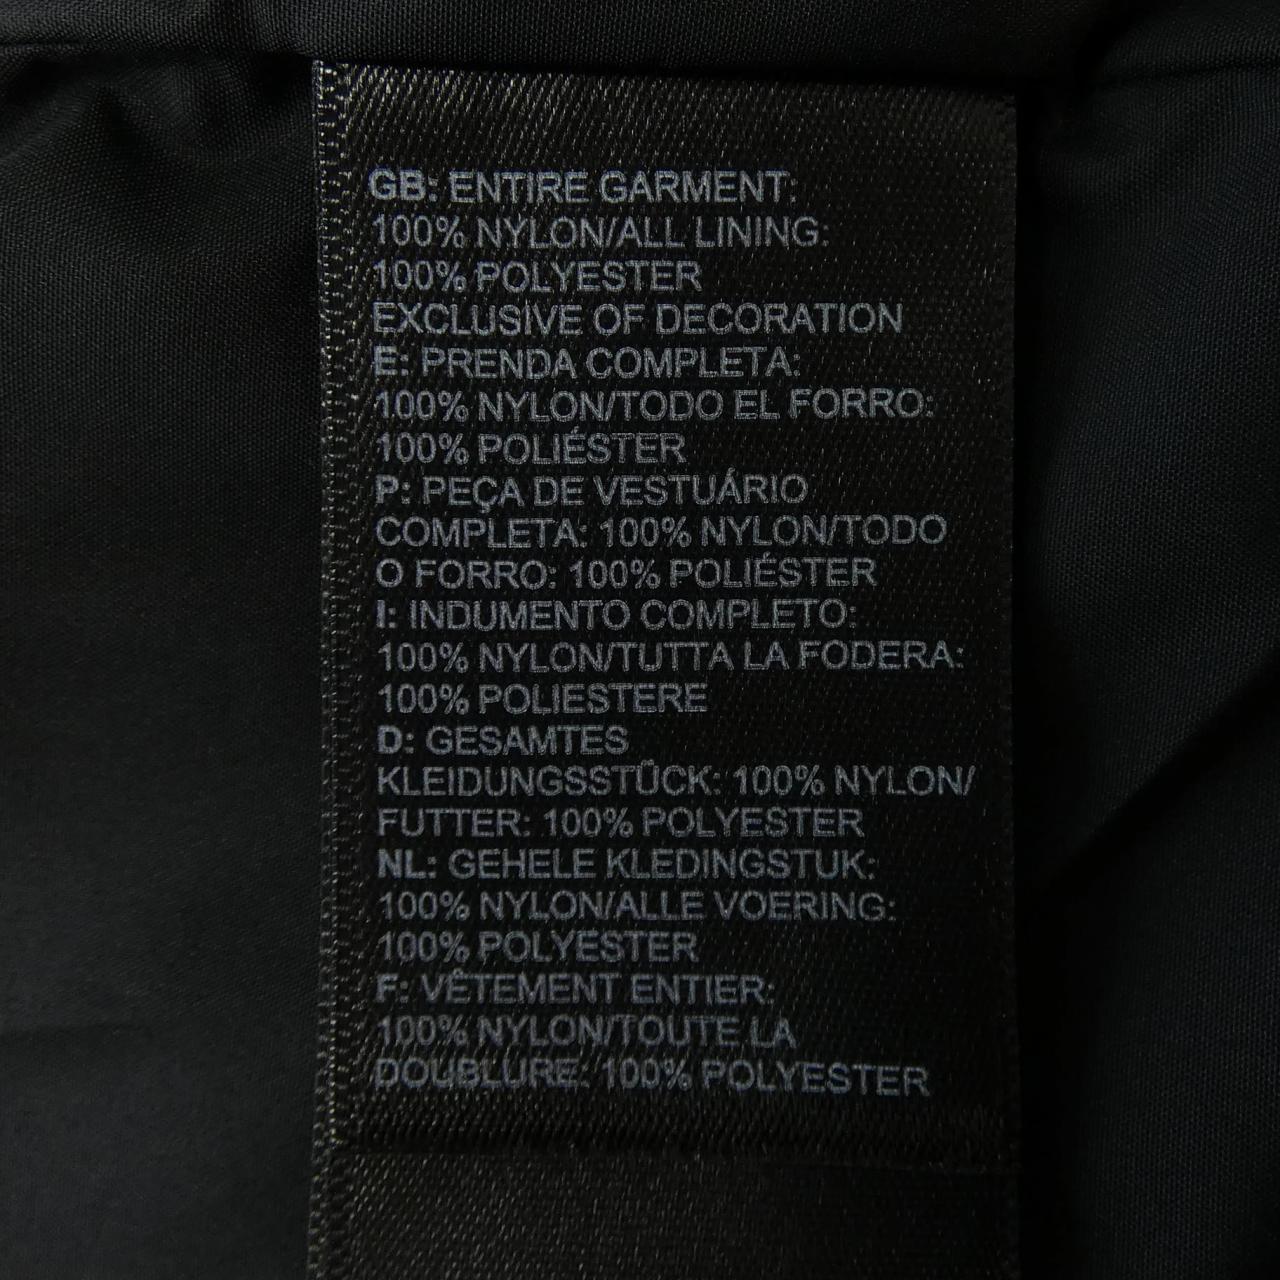 GB: ENTIRE GARMENT:
100% NYLON/ALL LINING:
100% POLYESTER
EXCLUSIVE OF DECORATION
E: PRENDA COMPLETA:
100% NYLON/TODO EL FORRO:
100% POLIÉSTER
P: PEÇA DE VESTUÁRIO
COMPLETA: 100% NYLON/TODO
O FORRO: 100% POLIÉSTER
I: INDUMENTO COMPLETO:
100% NYLON/TUTTA LA FODERA:
100% POLIESTERE
D: GESAMTES
KLEIDUNGSSTÜCK: 100% NYLON/
FUTTER: 100% POLYESTER
NL: GEHELE KLEDINGSTUK:
100% NYLON/ALLE VOERING:
100% POLYESTER
F: VÊTEMENT ENTIER:
100% NYLON/TOUTE LA
DOUBLURE: 100% POLYESTER